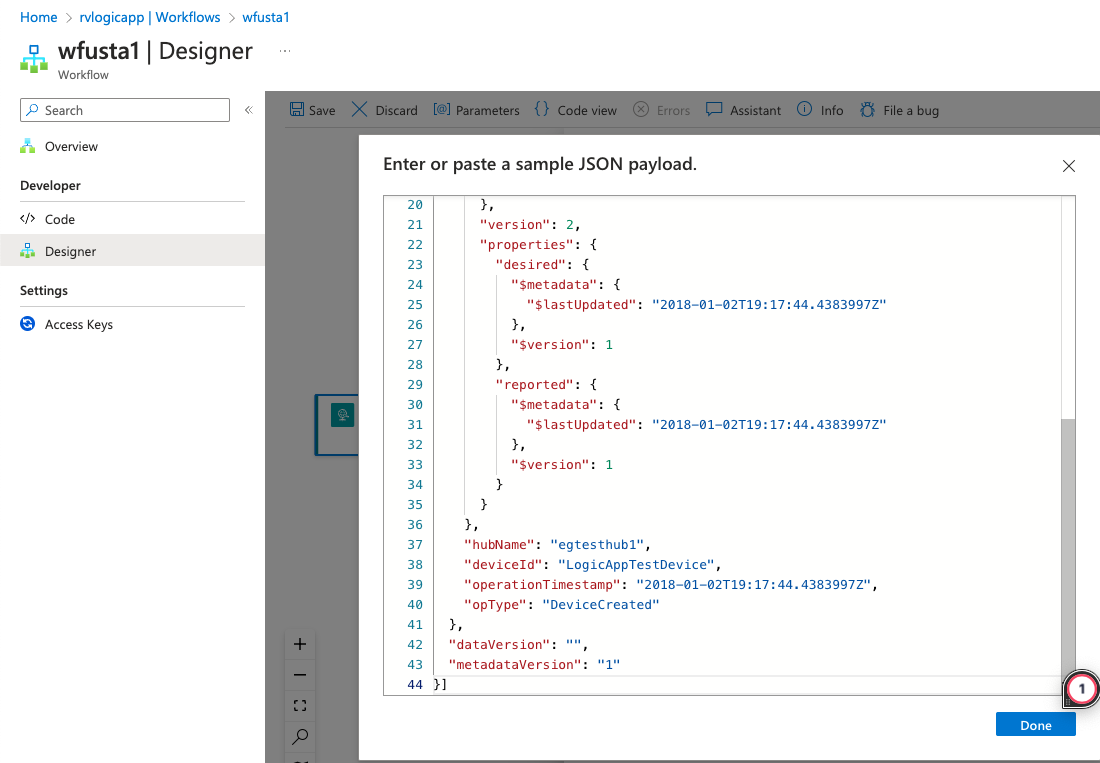 Home > rvlogicapp | Workflows > wfusta1
wfusta1 | Designer ...
Workflow
Search «
Overview
Developer
</> Code
Designer
Settings
Access Keys
Save Discard [@] Parameters {} Code view Errors Assistant Info File a bug
Enter or paste a sample JSON payload.
20 },
21 "version": 2,
22 "properties": {
23 "desired": {
24 "$metadata": {
25 "$lastUpdated": "2018-01-02T19:17:44.4383997Z"
26 },
27 "$version": 1
28 },
29 "reported": {
30 "$metadata": {
31 "$lastUpdated": "2018-01-02T19:17:44.4383997Z"
32 },
33 "$version": 1
34 }
35 }
36 },
37 "hubName": "egtesthub1",
38 "deviceId": "LogicAppTestDevice",
39 "operationTimestamp": "2018-01-02T19:17:44.4383997Z",
40 "opType": "DeviceCreated"
41 },
42 "dataVersion": "",
43 "metadataVersion": "1"
44 }]
1
Done